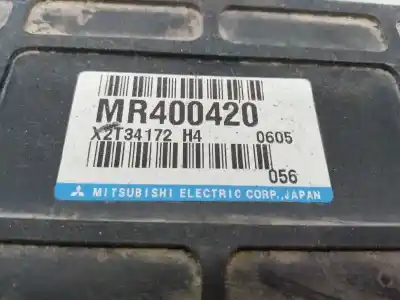 MR400420
X2T34172 H4 0605
056
MITSUBISHI ELECTRIC CORP., JAPAN